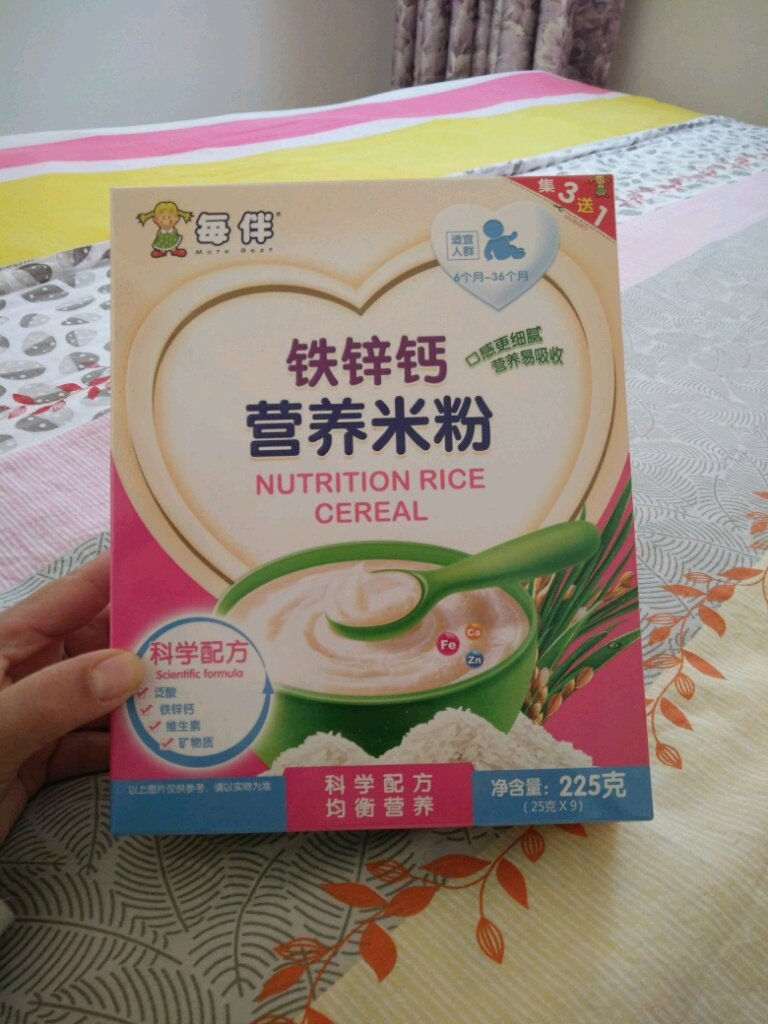 每伴®
Mate Best
集3送1
适宜
人群
6个月-36个月
铁锌钙
口感更细腻
营养易吸收
营养米粉
NUTRITION RICE
CEREAL
Fe
Ca
Zn
科学配方
Scientific formula
泛酸
铁锌钙
维生素
矿物质
以上图片仅供参考，请以实物为准
科学配方
均衡营养
净含量：225克
（25克X9）